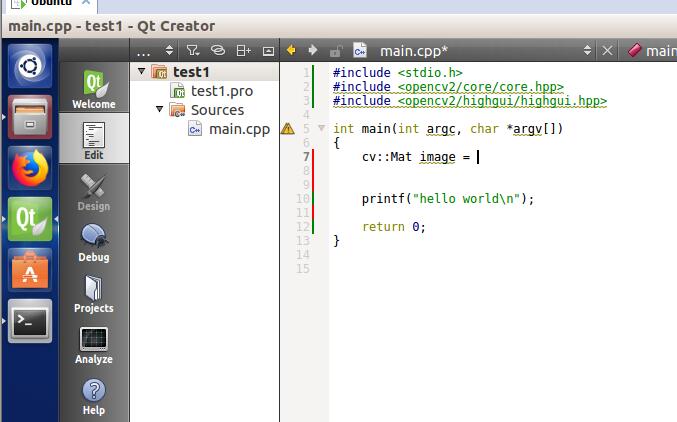 Ubuntu
main.cpp - test1 - Qt Creator
...
main.cpp*
main
Qt
Welcome
Edit
Design
Debug
Projects
Analyze
Help
test1
test1.pro
Sources
main.cpp
1 #include <stdio.h>
2 #include <opencv2/core/core.hpp>
3 #include <opencv2/highgui/highgui.hpp>
4
5 int main(int argc, char *argv[])
6 {
7 cv::Mat image =
8
9
10 printf("hello world\n");
11
12 return 0;
13 }
14
15